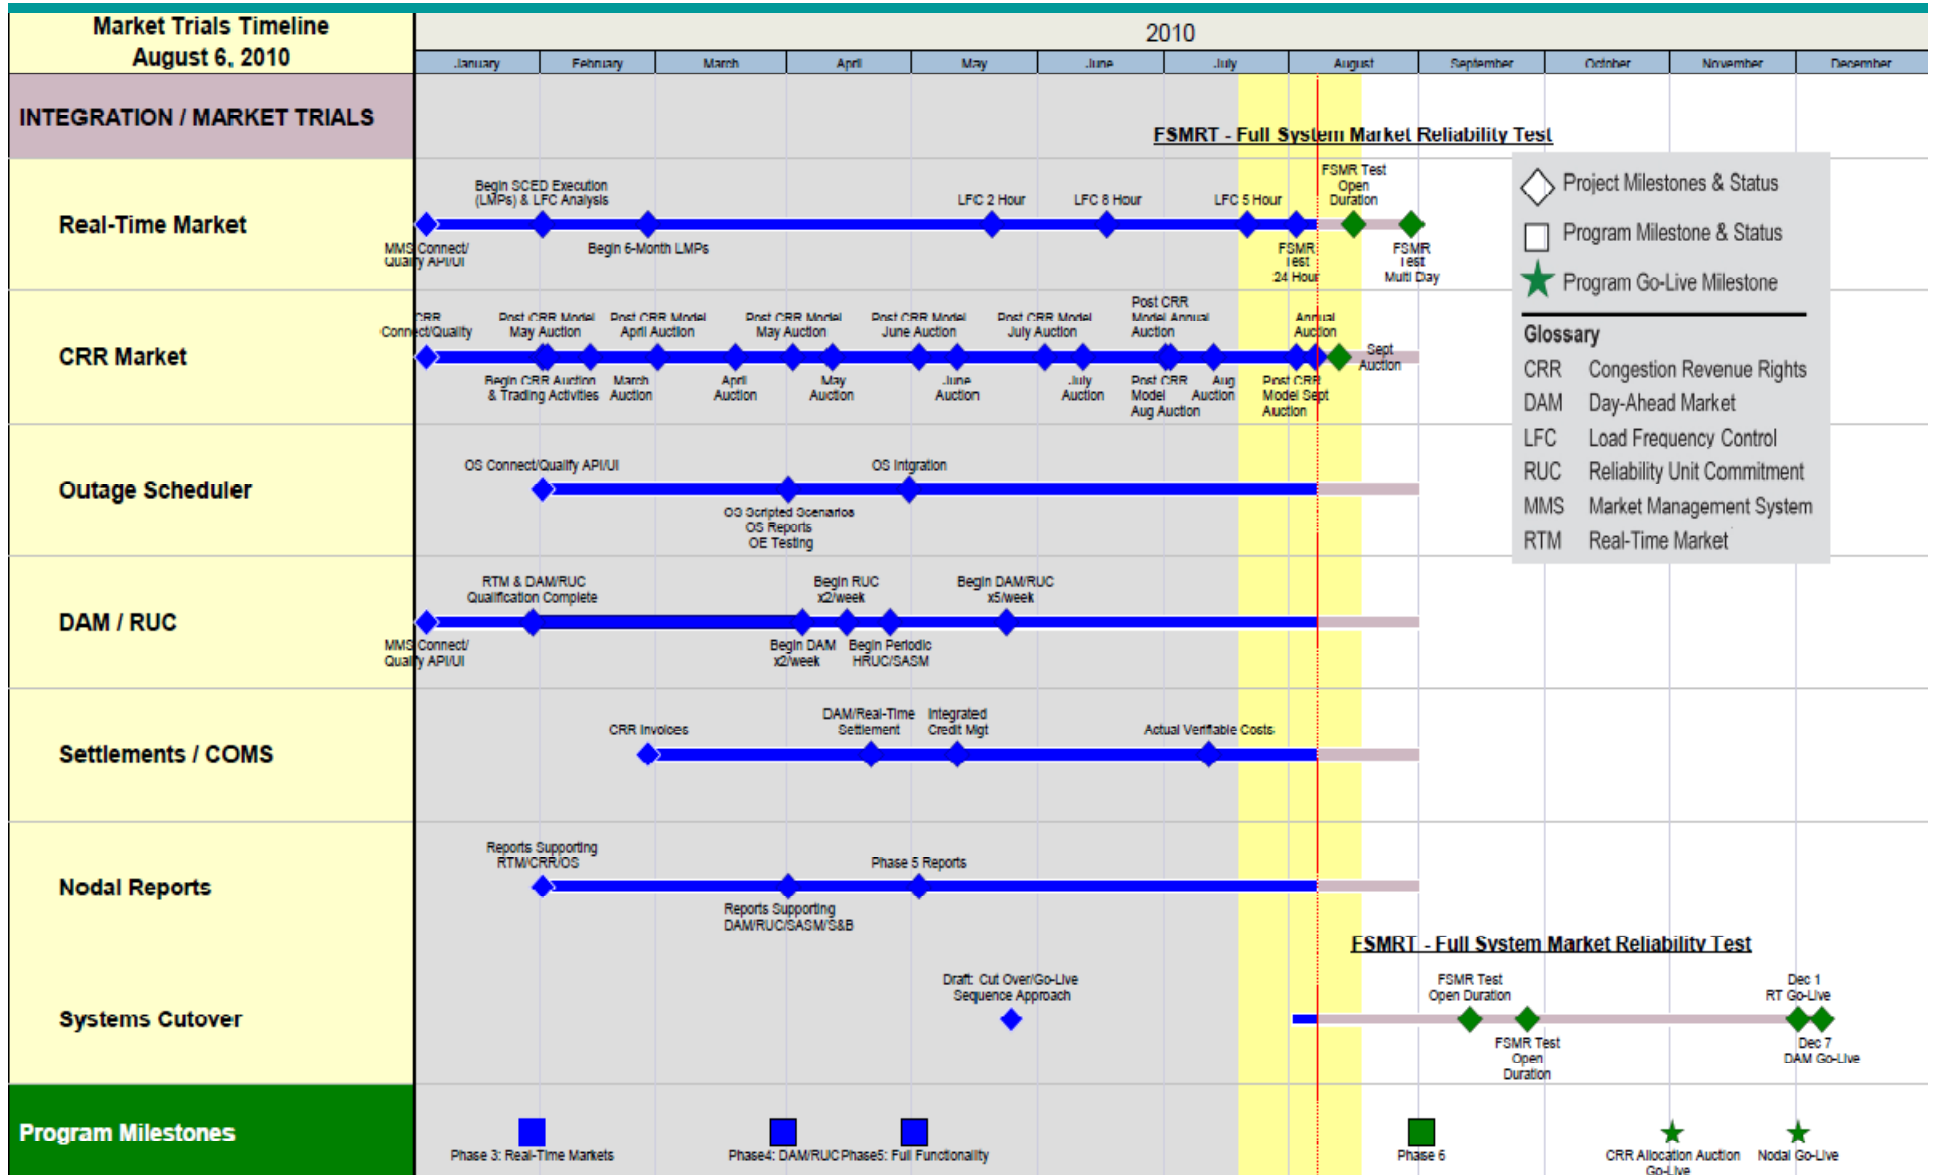 Market Trials Timeline
August 6, 2010
2010
January February March April May June July August September October November December
INTEGRATION / MARKET TRIALS
FSMRT - Full System Market Reliability Test
Real-Time Market
Begin SCED Execution
(LMPs) & LFC Analysis
LFC 2 Hour
LFC 8 Hour
LFC 5 Hour
FSMR Test
Open
Duration
MMS Connect/
Qualify API/UI
Begin 6-Month LMPs
FSMR
Test
24 Hour
FSMR
Test
Multi Day
CRR Market
CRR
Connect/Quality
Post CRR Model
May Auction
Post CRR Model
April Auction
Post CRR Model
May Auction
Post CRR Model
June Auction
Post CRR Model
July Auction
Post CRR
Model Annual
Auction
Annual
Auction
Sept
Auction
Begin CRR Auction
& Trading Activities
March
Auction
April
Auction
May
Auction
June
Auction
July
Auction
Post CRR
Model
Aug Auction
Aug
Auction
Post CRR
Model Sept
Auction
Outage Scheduler
OS Connect/Qualify API/UI
OS Intgration
OS Scripted Scenarios
OS Reports
OE Testing
DAM / RUC
RTM & DAM/RUC
Qualification Complete
Begin RUC
x2/week
Begin DAM/RUC
x5/week
MMS Connect/
Qualify API/UI
Begin DAM
x2/week
Begin Periodic
HRUC/SASM
Settlements / COMS
CRR Invoices
DAM/Real-Time
Settlement
Integrated
Credit Mgt
Actual Verifiable Costs
Nodal Reports
Reports Supporting
RTM/CRR/OS
Phase 5 Reports
Reports Supporting
DAM/RUC/SASM/S&B
FSMRT - Full System Market Reliability Test
Systems Cutover
Draft: Cut Over/Go-Live
Sequence Approach
FSMR Test
Open Duration
FSMR Test
Open
Duration
Dec 1
RT Go-Live
Dec 7
DAM Go-Live
Program Milestones
Phase 3: Real-Time Markets
Phase4: DAM/RUC
Phase5: Full Functionality
Phase 6
CRR Allocation Auction
Go-Live
Nodal Go-Live
Project Milestones & Status
Program Milestone & Status
Program Go-Live Milestone
Glossary
CRR Congestion Revenue Rights
DAM Day-Ahead Market
LFC Load Frequency Control
RUC Reliability Unit Commitment
MMS Market Management System
RTM Real-Time Market